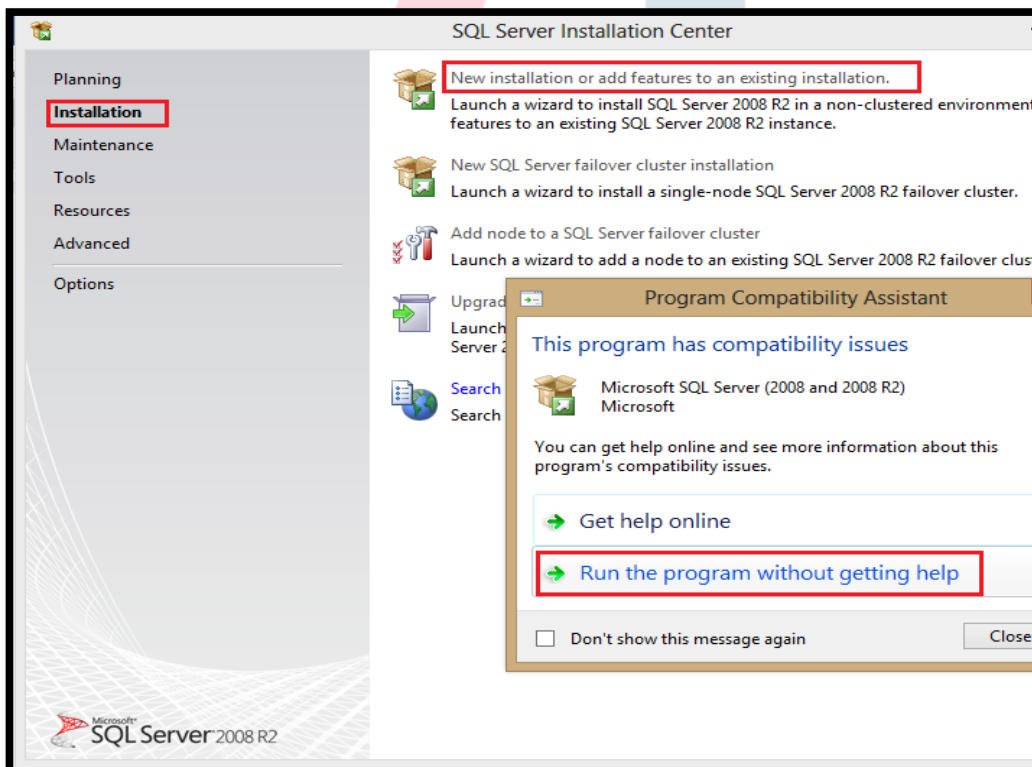 SQL Server Installation Center
Planning
Installation
Maintenance
Tools
Resources
Advanced
Options
New installation or add features to an existing installation.
Launch a wizard to install SQL Server 2008 R2 in a non-clustered environment
features to an existing SQL Server 2008 R2 instance.
New SQL Server failover cluster installation
Launch a wizard to install a single-node SQL Server 2008 R2 failover cluster.
Add node to a SQL Server failover cluster
Launch a wizard to add a node to an existing SQL Server 2008 R2 failover clus
Upgrad
Launch
Server 2
Search
Search
Program Compatibility Assistant
This program has compatibility issues
Microsoft SQL Server (2008 and 2008 R2)
Microsoft
You can get help online and see more information about this
program's compatibility issues.
Get help online
Run the program without getting help
Don't show this message again
Close
Microsoft®
SQL Server 2008 R2